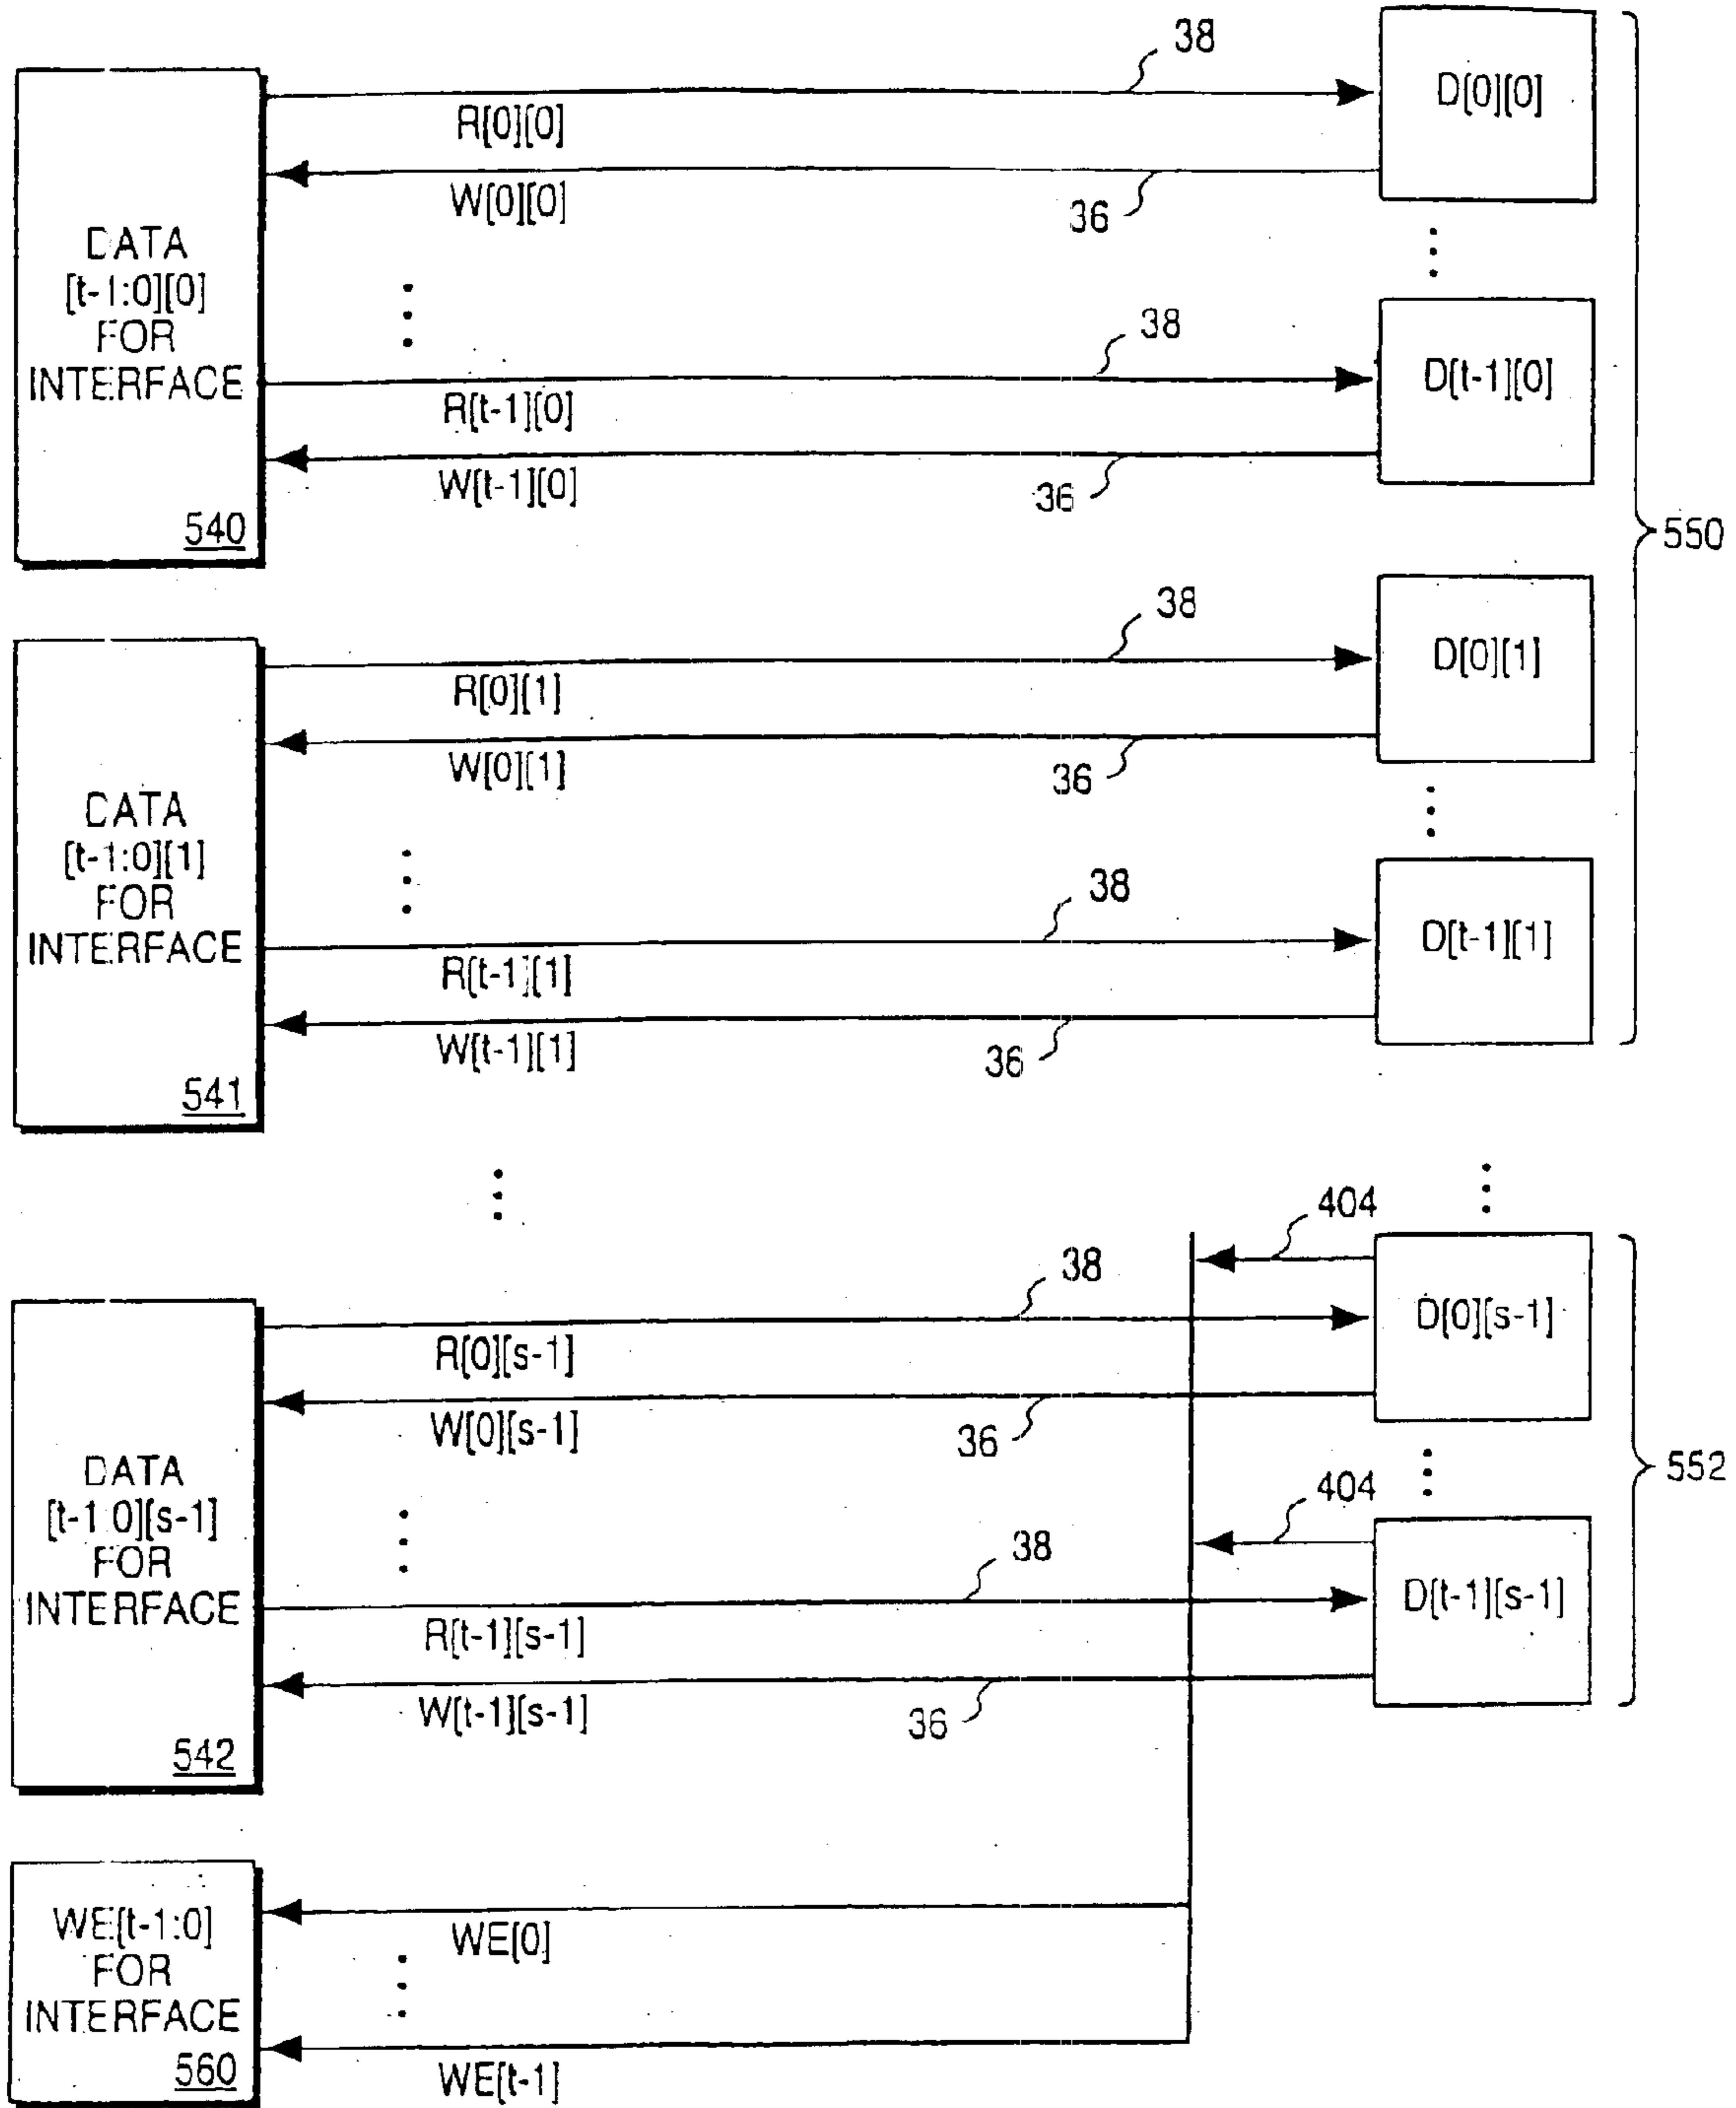 38
D[0][0]
R[0][0]
W[0][0]
36
DATA
[t-1:0][0]
FOR
INTERFACE
540
38
D[t-1][0]
R[t-1][0]
W[t-1][0]
36
550
38
D[0][1]
R[0][1]
W[0][1]
36
DATA
[t-1:0][1]
FOR
INTERFACE
541
38
D[t-1][1]
R[t-1][1]
W[t-1][1]
36
404
38
D[0][s-1]
R[0][s-1]
W[0][s-1]
36
552
DATA
[t-1:0][s-1]
FOR
INTERFACE
542
404
38
D[t-1][s-1]
R[t-1][s-1]
W[t-1][s-1]
36
WE[t-1:0]
FOR
INTERFACE
560
WE[0]
WE[t-1]